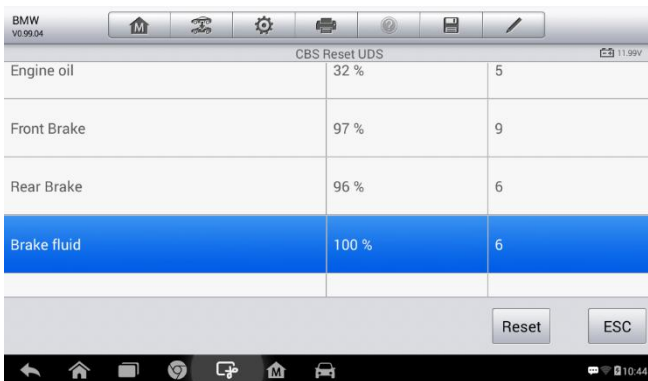 BMW
V0.99.04
CBS Reset UDS
11.99V
Engine oil 32 % 5
Front Brake 97 % 9
Rear Brake 96 % 6
Brake fluid 100 % 6
Reset ESC
10:44